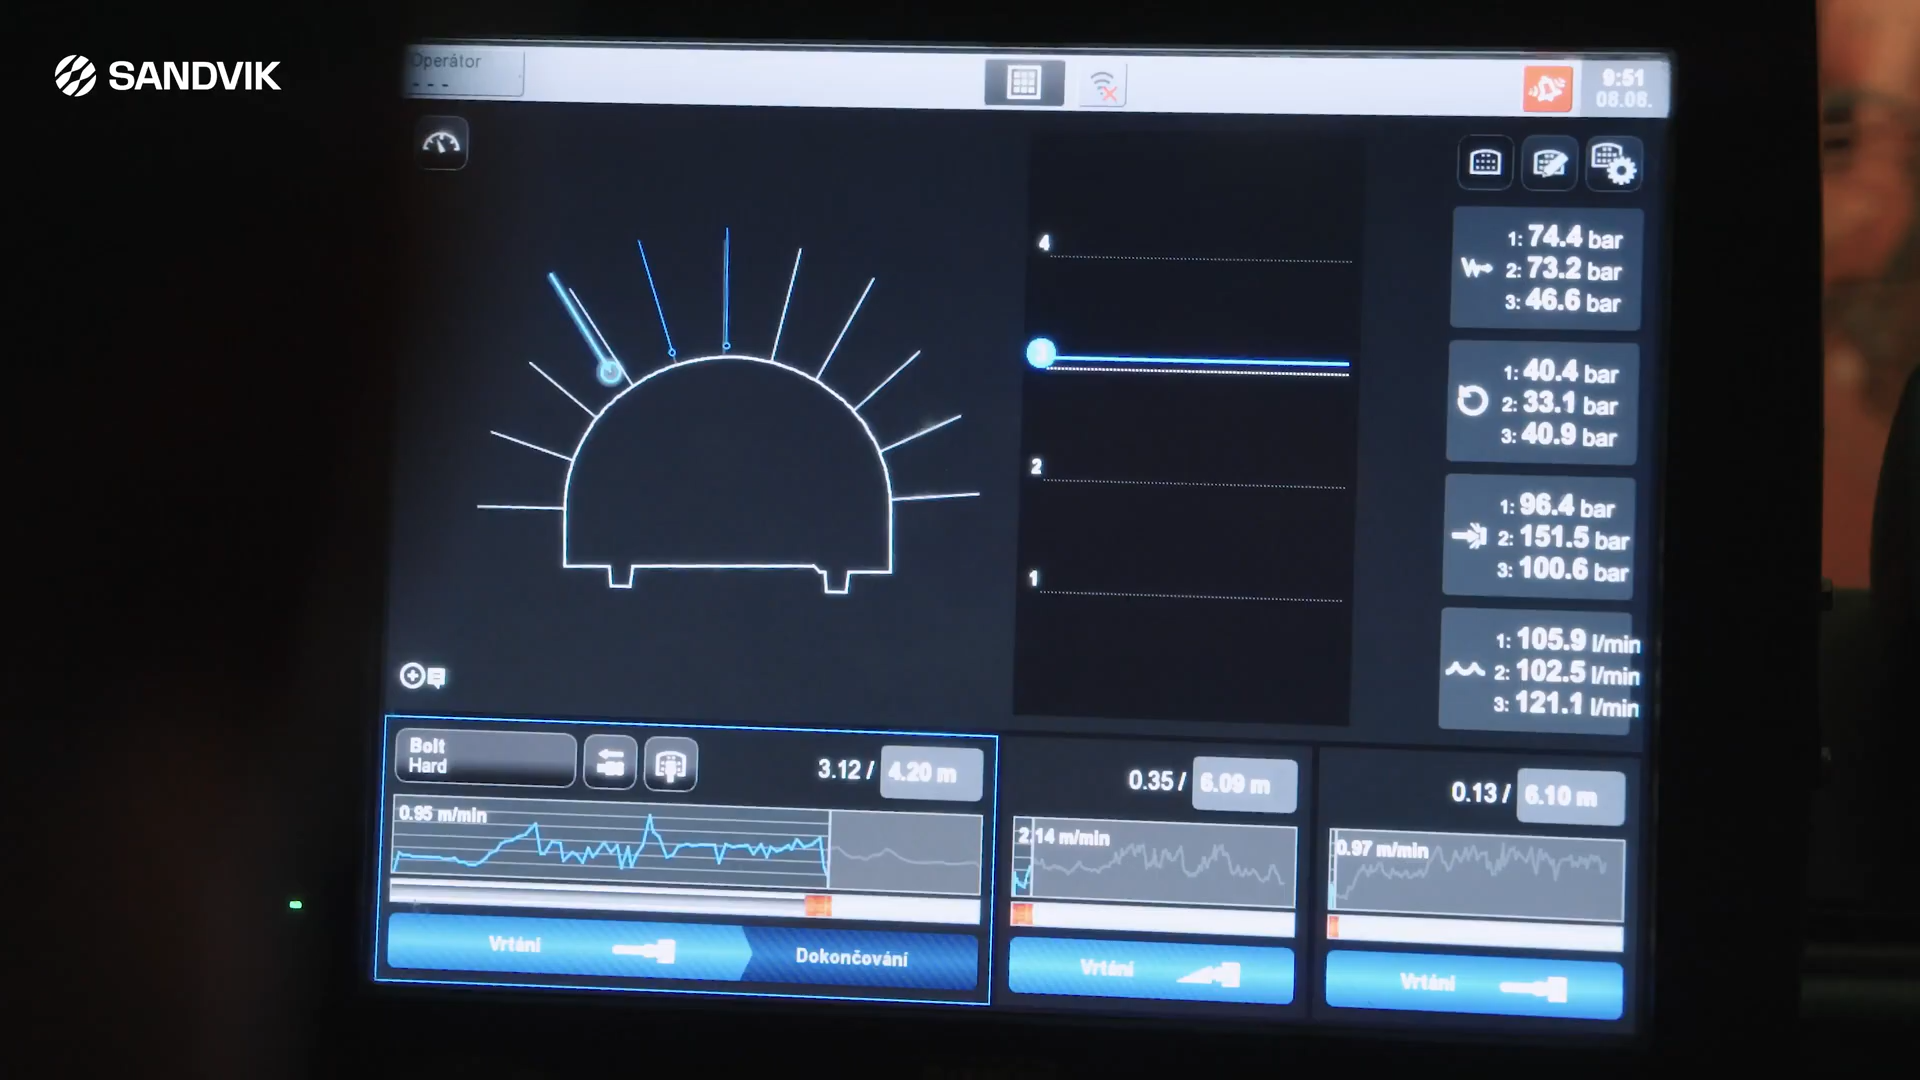 SANDVIK
Operátor
- - -
9:51
08.08.
4
3
2
1
1: 74.4 bar
2: 73.2 bar
3: 46.6 bar
1: 40.4 bar
2: 33.1 bar
3: 40.9 bar
1: 96.4 bar
2: 151.5 bar
3: 100.6 bar
1: 105.9 l/min
2: 102.5 l/min
3: 121.1 l/min
Bolt
Hard
3.12 / 4.20 m
0.95 m/min
Vrtání
Dokončování
0.35 / 6.09 m
2.14 m/min
Vrtání
0.13 / 6.10 m
0.97 m/min
Vrtání